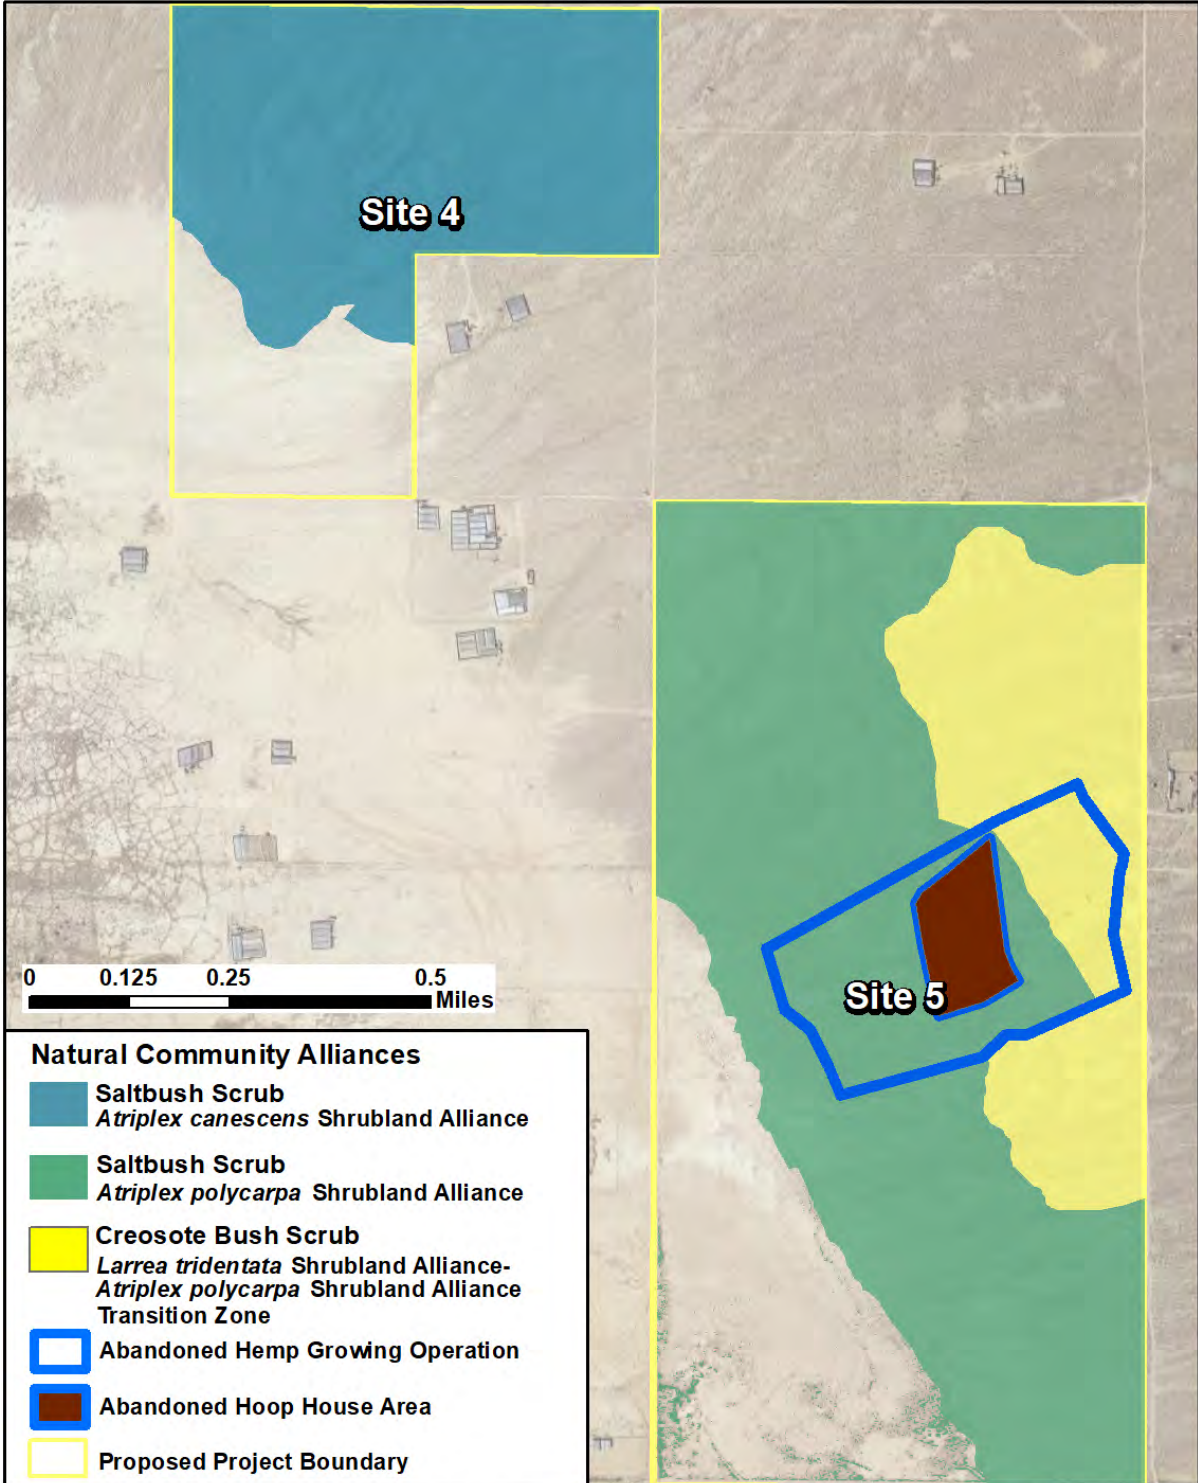 Site 4
Site 5
0 0.125 0.25 0.5
Miles
Natural Community Alliances
Saltbush Scrub
Atriplex canescens Shrubland Alliance
Saltbush Scrub
Atriplex polycarpa Shrubland Alliance
Creosote Bush Scrub
Larrea tridentata Shrubland Alliance-
Atriplex polycarpa Shrubland Alliance
Transition Zone
Abandoned Hemp Growing Operation
Abandoned Hoop House Area
Proposed Project Boundary